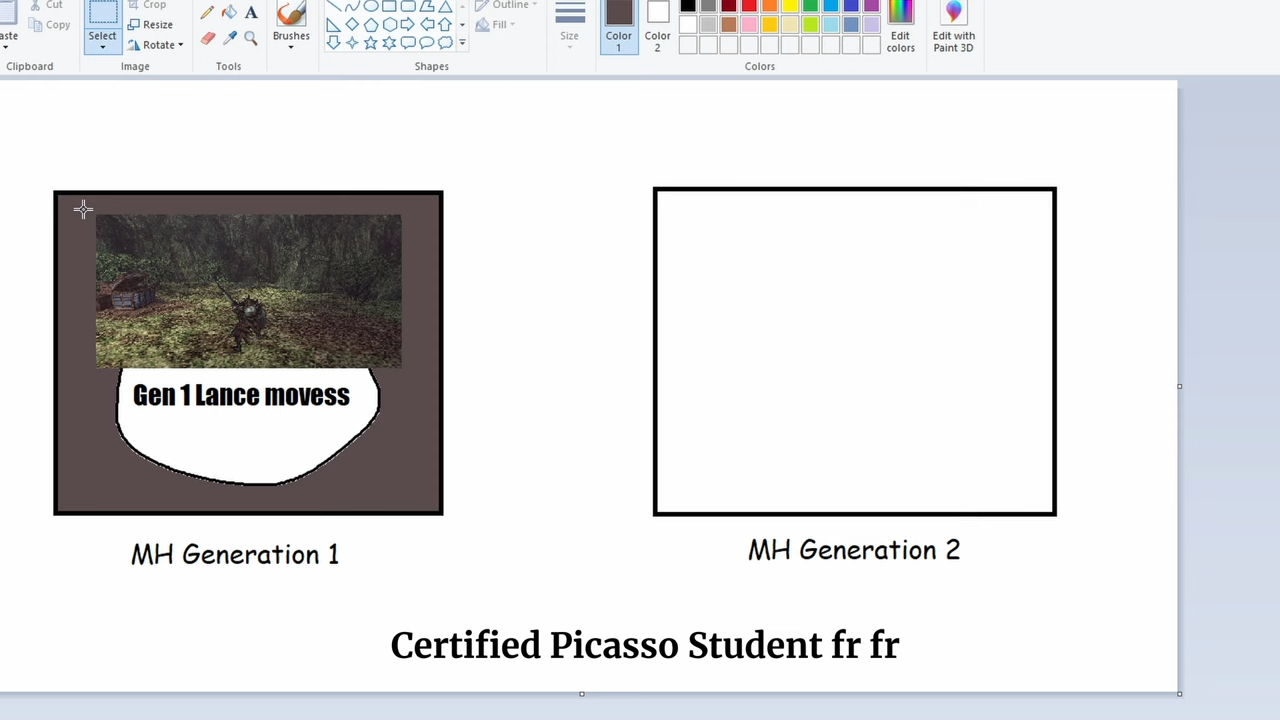 Cut
Crop
Outline
aste
Copy
Select
Resize
Rotate
A
Brushes
Fill
Size
Color 1
Color 2
Edit colors
Edit with Paint 3D
Clipboard
Image
Tools
Shapes
Colors
Gen 1 Lance movess
MH Generation 1
MH Generation 2
Certified Picasso Student fr fr